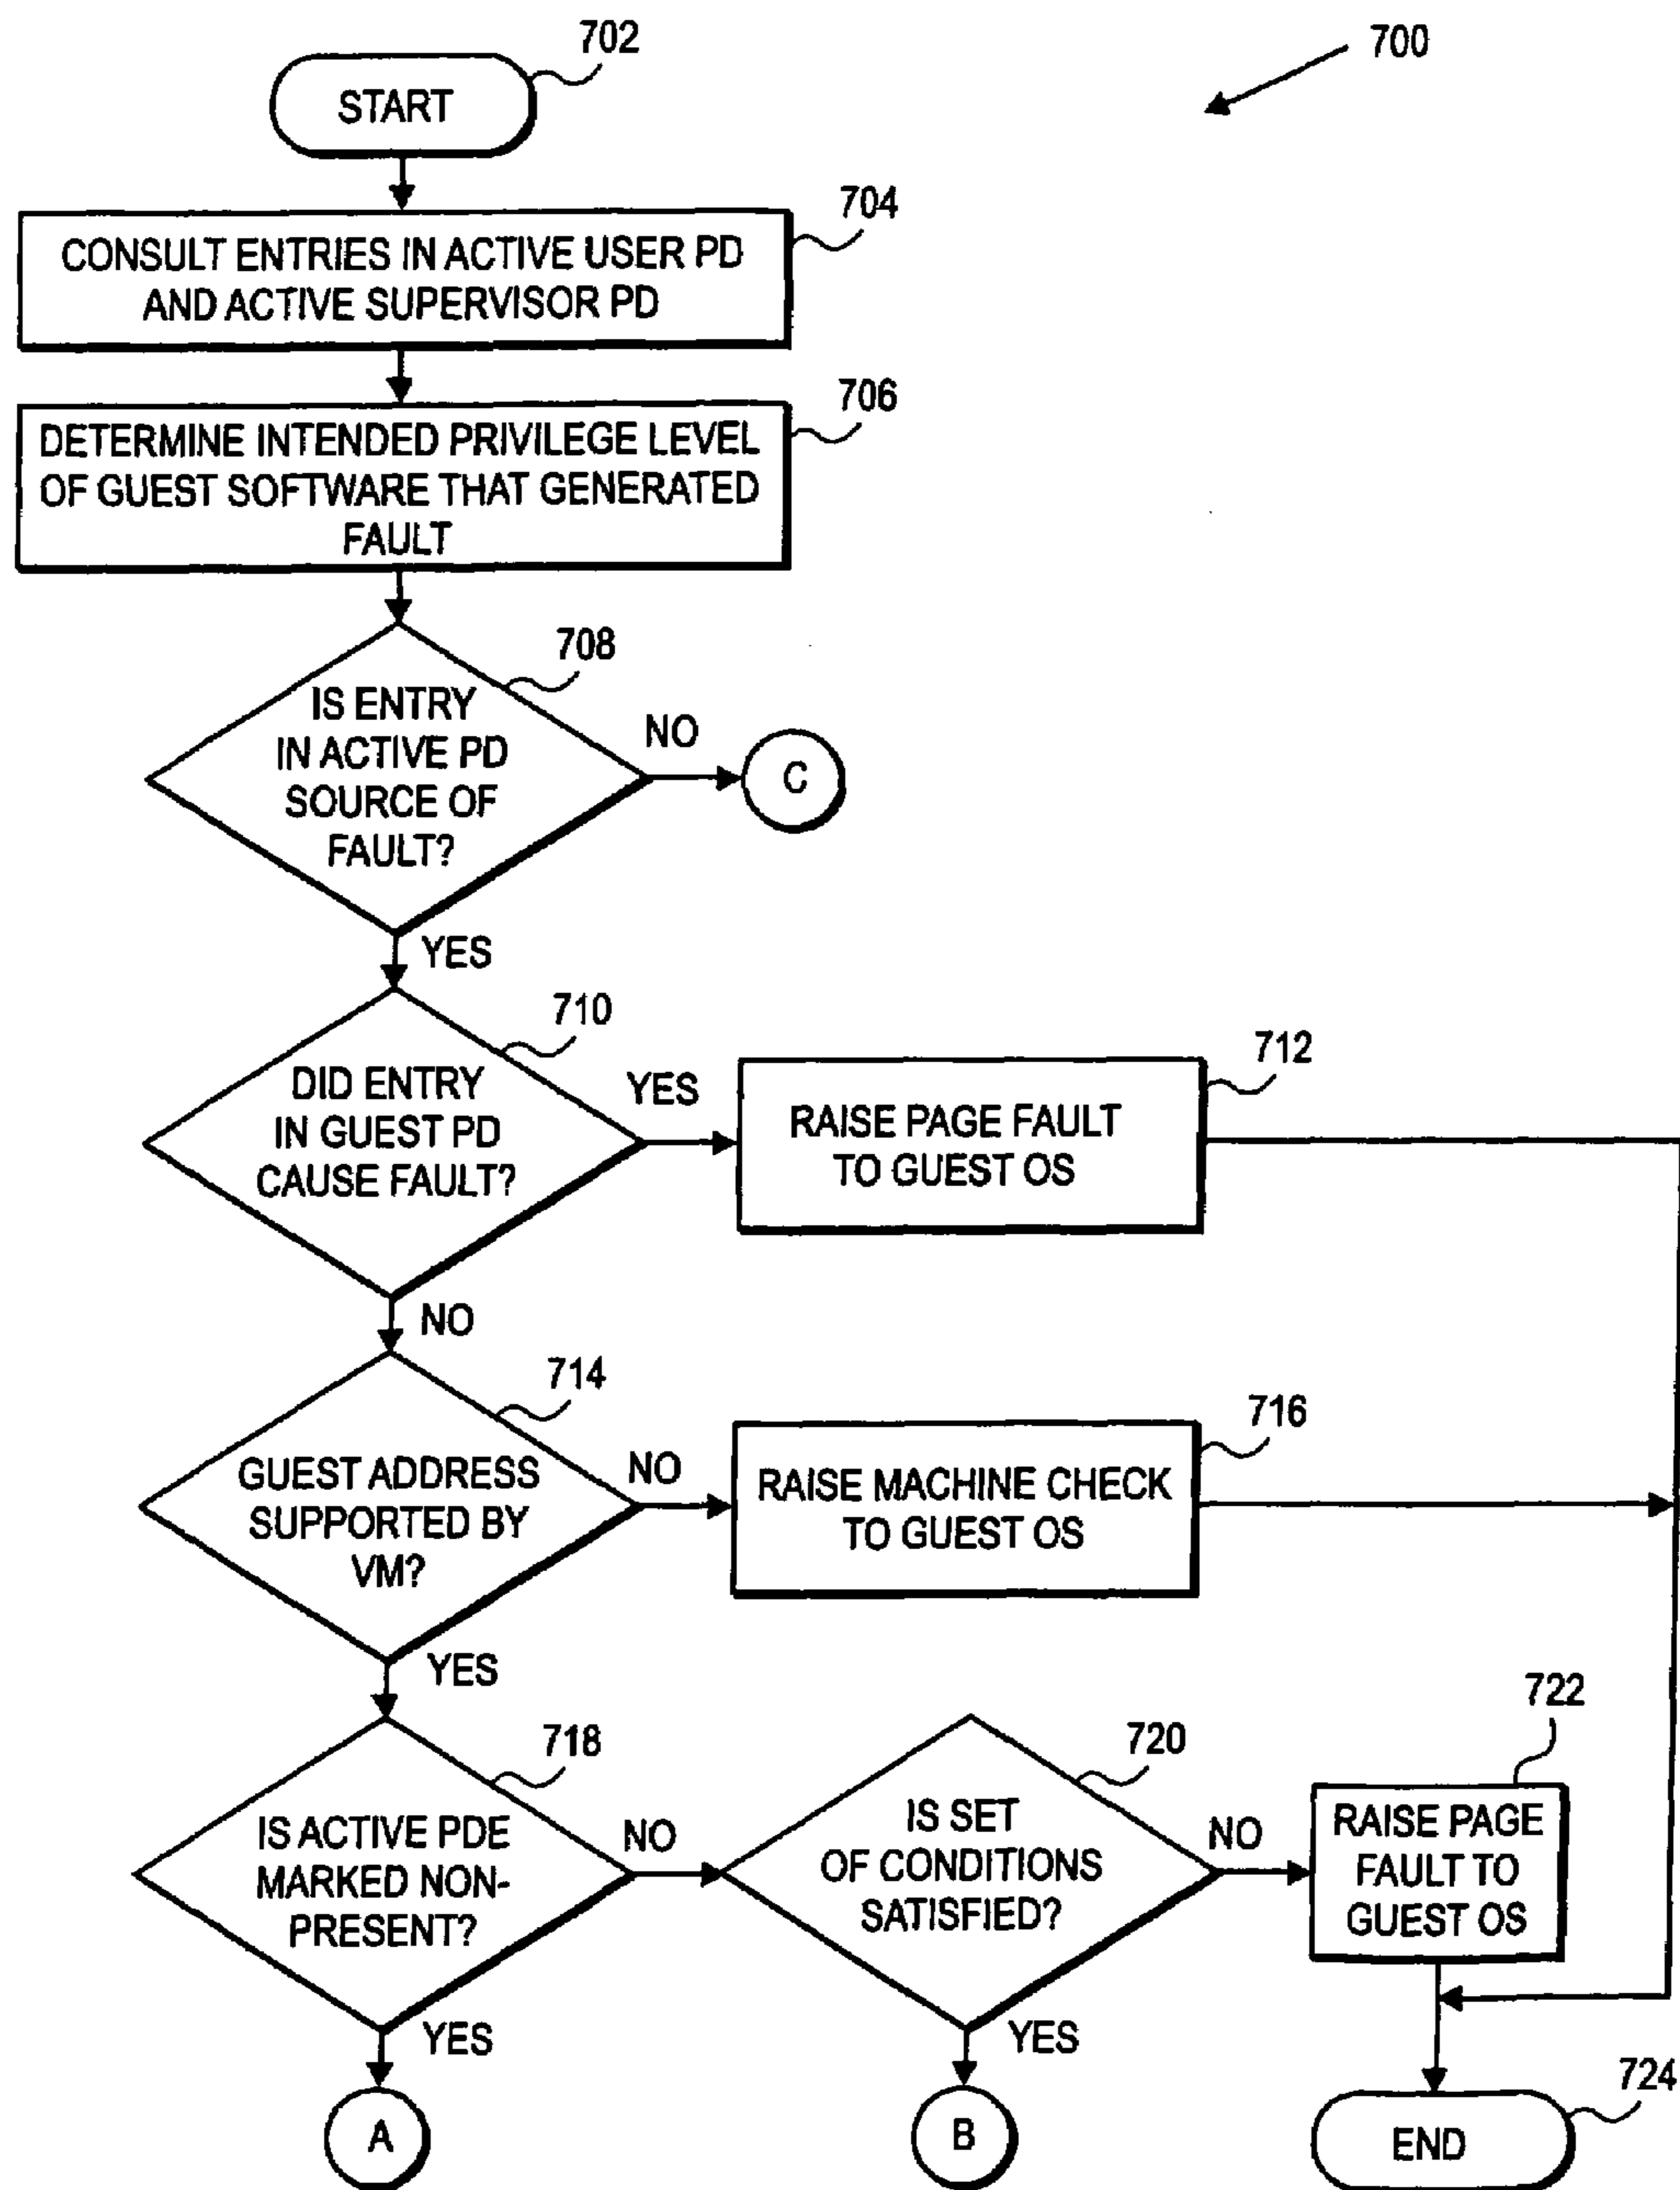 702
700
START
704
CONSULT ENTRIES IN ACTIVE USER PD
AND ACTIVE SUPERVISOR PD
706
DETERMINE INTENDED PRIVILEGE LEVEL
OF GUEST SOFTWARE THAT GENERATED
FAULT
708
IS ENTRY
IN ACTIVE PD
SOURCE OF
FAULT?
NO
C
YES
710
DID ENTRY
IN GUEST PD
CAUSE FAULT?
YES
712
RAISE PAGE FAULT
TO GUEST OS
NO
714
GUEST ADDRESS
SUPPORTED BY
VM?
NO
716
RAISE MACHINE CHECK
TO GUEST OS
YES
718
IS ACTIVE PDE
MARKED NON-
PRESENT?
NO
720
IS SET
OF CONDITIONS
SATISFIED?
NO
722
RAISE PAGE
FAULT TO
GUEST OS
YES
A
YES
B
724
END